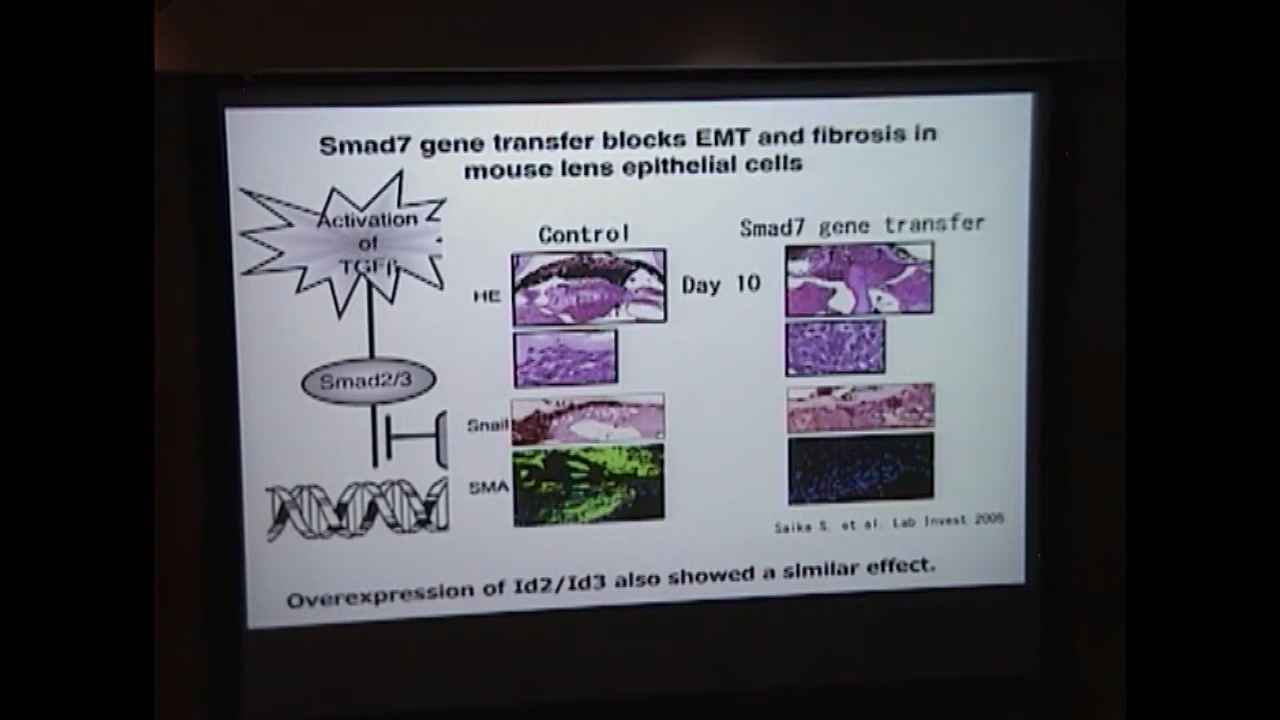 Smad7 gene transfer blocks EMT and fibrosis in
mouse lens epithelial cells
Activation
of
TGFβ
Smad2/3
Control
Smad7 gene transfer
HE
Day 10
Snail
SMA
Saika S. et al. Lab Invest 2005
Overexpression of Id2/Id3 also showed a similar effect.